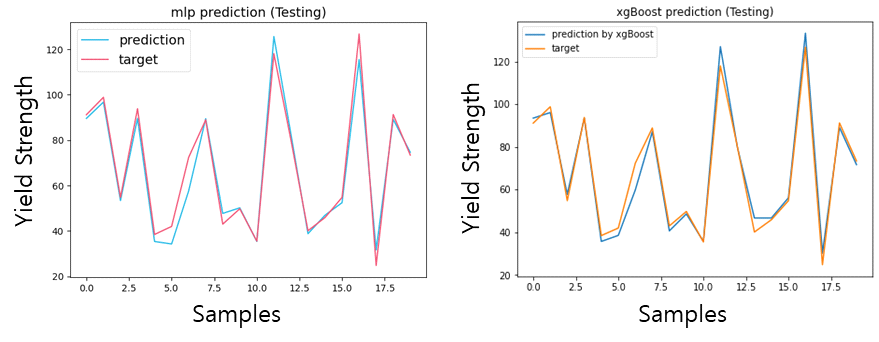 mlp prediction (Testing)
prediction
target
Yield Strength
120
100
80
60
40
20
0.0 2.5 5.0 7.5 10.0 12.5 15.0 17.5
Samples
xgBoost prediction (Testing)
prediction by xgBoost
target
Yield Strength
120
100
80
60
40
20
0.0 2.5 5.0 7.5 10.0 12.5 15.0 17.5
Samples